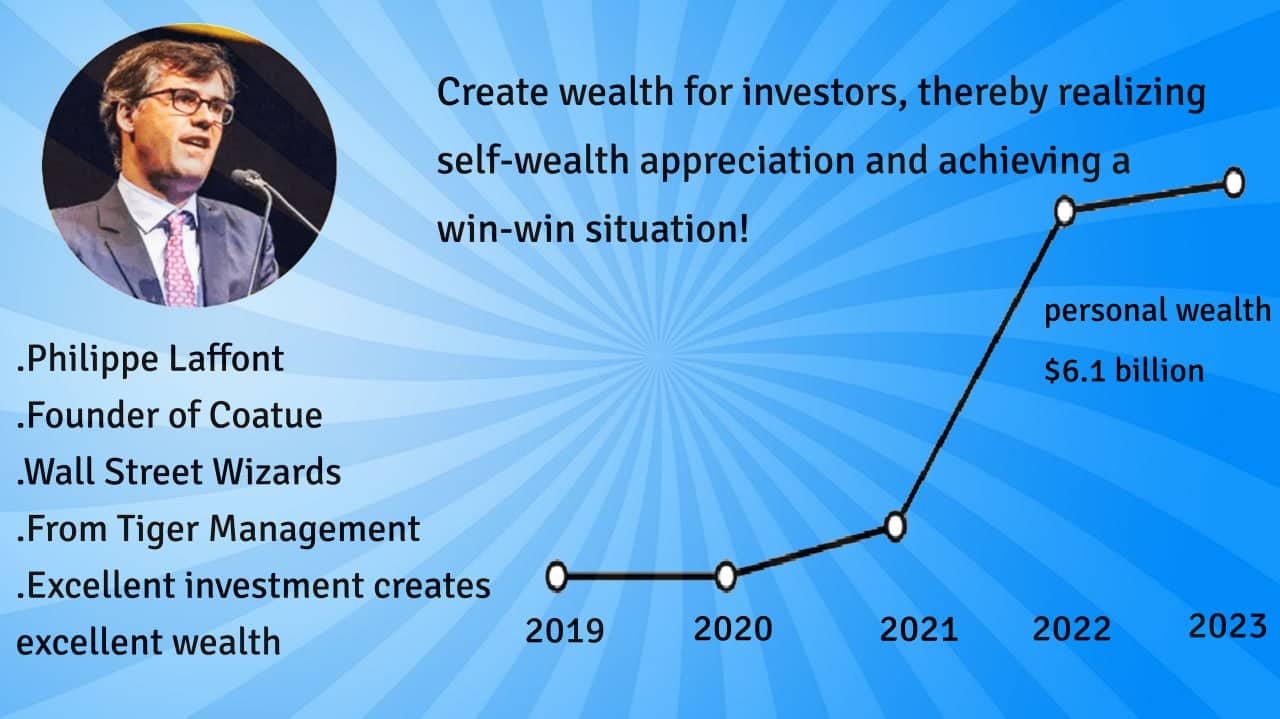 Create wealth for investors, thereby realizing
self-wealth appreciation and achieving a
win-win situation!
personal wealth
$6.1 billion
.Philippe Laffont
.Founder of Coatue
.Wall Street Wizards
.From Tiger Management
.Excellent investment creates
excellent wealth
2019 2020 2021 2022 2023